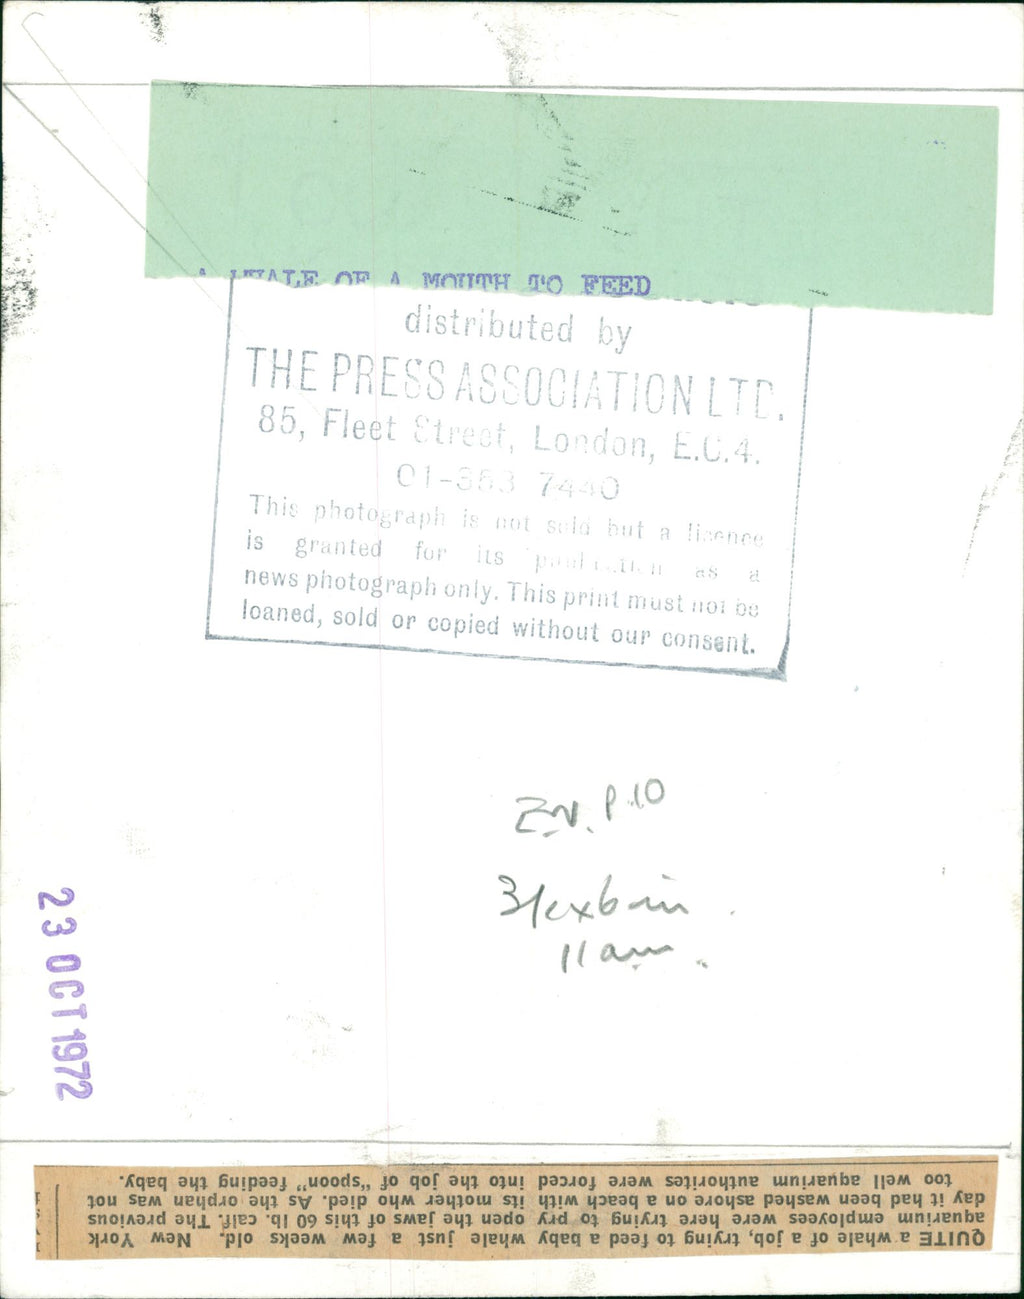 A WHALE OF A MOUTH TO FEED
distributed by
THE PRESS ASSOCIATION LTD.
85, Fleet Street, London, E.C.4.
01-353 7440
This photograph is not sold but a licence
is granted for its publication as a
news photograph only. This print must not be
loaned, sold or copied without our consent.
P.10
11am
23 OCT 1972
QUITE a whale of a job, trying to feed a baby whale just a few weeks old. New York
aquarium employees were here trying to pry open the jaws of this 60 lb. calf. The previous
day it had been washed ashore on a beach with its mother who died. As the orphan was not
too well aquarium authorites were forced into the job of "spoon" feeding the baby.